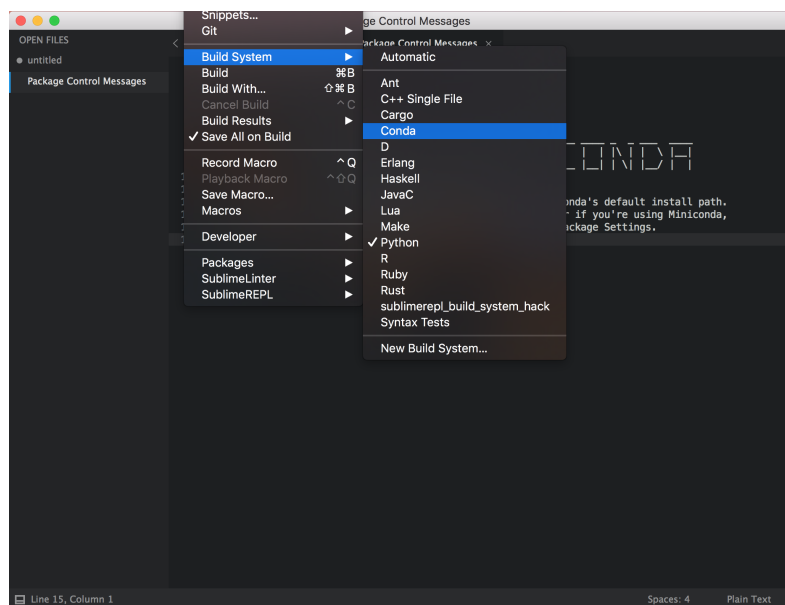 Snippets...
ge Control Messages
OPEN FILES
Git
Package Control Messages ×
untitled
Package Control Messages
Build System
Build ⌘B
Build With... ⇧⌘B
Cancel Build ^C
Build Results
✓ Save All on Build
Record Macro ^Q
Playback Macro ^⇧Q
Save Macro...
Macros
Developer
Packages
SublimeLinter
SublimeREPL
Automatic
Ant
C++ Single File
Cargo
Conda
D
Erlang
Haskell
JavaC
Lua
Make
✓ Python
R
Ruby
Rust
sublimerepl_build_system_hack
Syntax Tests
New Build System...
CONDA
onda's default install path.
r if you're using Miniconda,
ackage Settings.
Line 15, Column 1
Spaces: 4
Plain Text